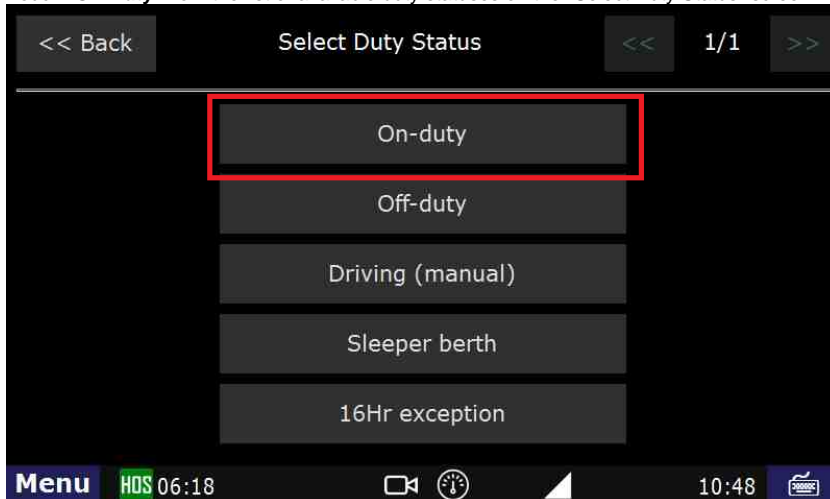 << Back Select Duty Status << 1/1 >>
On-duty
Off-duty
Driving (manual)
Sleeper berth
16Hr exception
Menu HOS 06:18 10:48